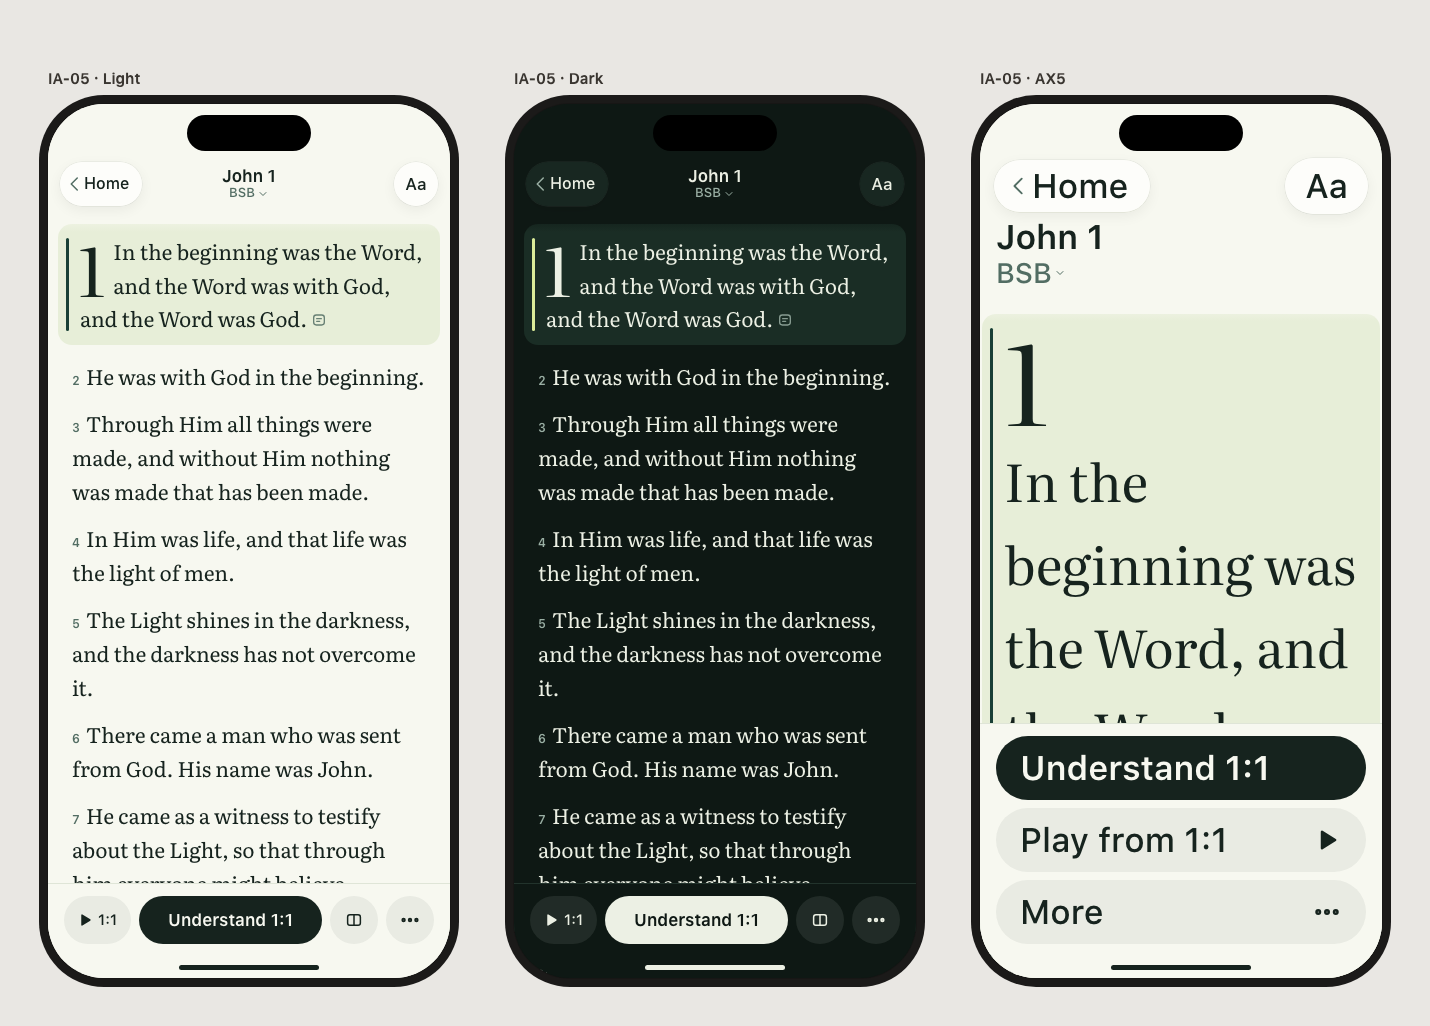 IA-05 · Light
Home
John 1
BSB
Aa
1 In the beginning was the Word,
and the Word was with God,
and the Word was God.
2 He was with God in the beginning.
3 Through Him all things were
made, and without Him nothing
was made that has been made.
4 In Him was life, and that life was
the light of men.
5 The Light shines in the darkness,
and the darkness has not overcome
it.
6 There came a man who was sent
from God. His name was John.
7 He came as a witness to testify
about the Light, so that through
him everyone might believe.
1:1
Understand 1:1
IA-05 · Dark
Home
John 1
BSB
Aa
1 In the beginning was the Word,
and the Word was with God,
and the Word was God.
2 He was with God in the beginning.
3 Through Him all things were
made, and without Him nothing
was made that has been made.
4 In Him was life, and that life was
the light of men.
5 The Light shines in the darkness,
and the darkness has not overcome
it.
6 There came a man who was sent
from God. His name was John.
7 He came as a witness to testify
about the Light, so that through
him everyone might believe.
1:1
Understand 1:1
IA-05 · AX5
Home
Aa
John 1
BSB
1
In the
beginning was
the Word, and
the Word
Understand 1:1
Play from 1:1
More